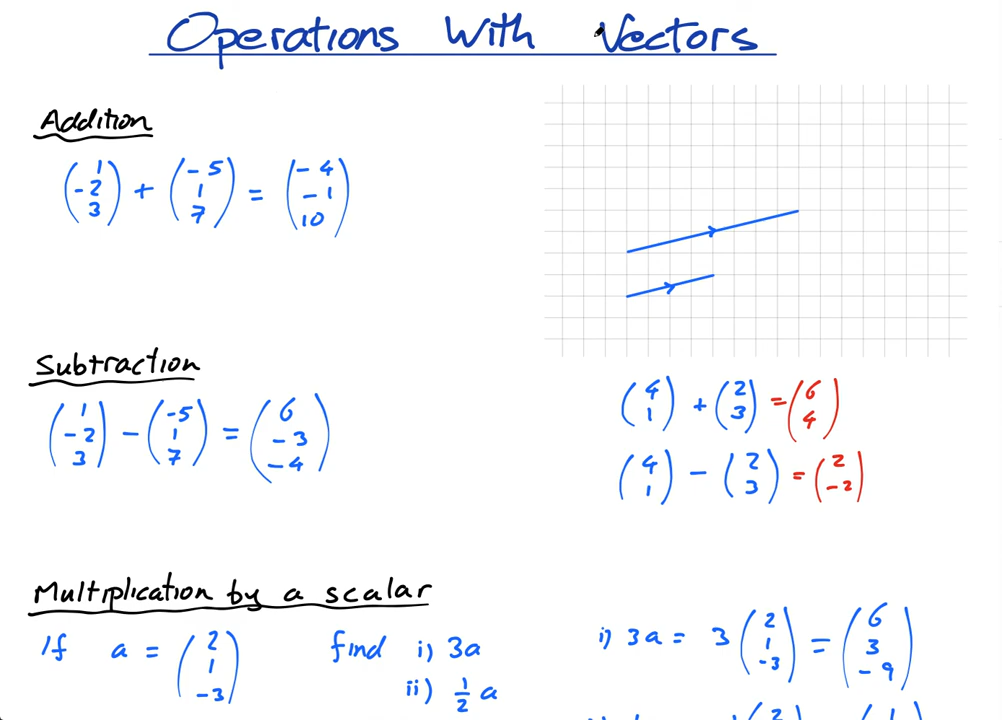 Operations With Vectors
Addition
(1 -2 3) + (-5 1 7) = (-4 -1 10)
Subtraction
(1 -2 3) - (-5 1 7) = (6 -3 -4)
(4 1) + (2 3) = (6 4)
(4 1) - (2 3) = (2 -2)
Multiplication by a scalar
If a = (2 1 -3) find i) 3a
ii) 1/2 a
i) 3a = 3 (2 1 -3) = (6 3 -9)